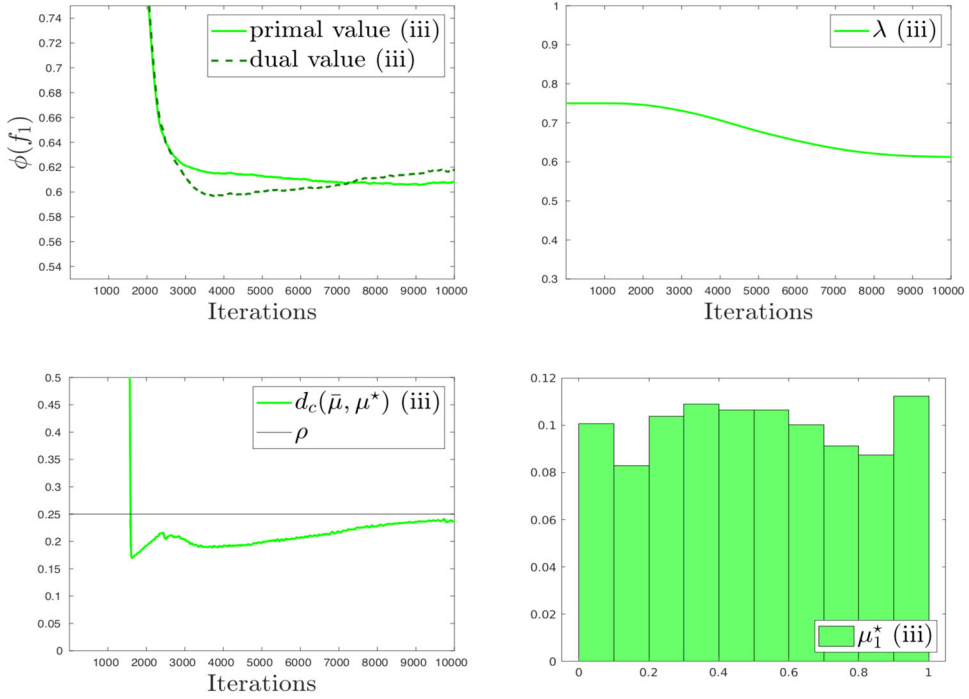 0.74
0.72
0.7
0.68
0.66
0.64
0.62
0.6
0.58
0.56
0.54
ϕ(f₁)
primal value (iii)
dual value (iii)
1000 2000 3000 4000 5000 6000 7000 8000 9000 10000
Iterations
1
0.9
0.8
0.7
0.6
0.5
0.4
0.3
λ (iii)
1000 2000 3000 4000 5000 6000 7000 8000 9000 10000
Iterations
0.5
0.45
0.4
0.35
0.3
0.25
0.2
0.15
0.1
0.05
0
d_c(μ̄, μ⋆) (iii)
ρ
1000 2000 3000 4000 5000 6000 7000 8000 9000 10000
Iterations
0.12
0.1
0.08
0.06
0.04
0.02
0
μ₁⋆ (iii)
0 0.2 0.4 0.6 0.8 1